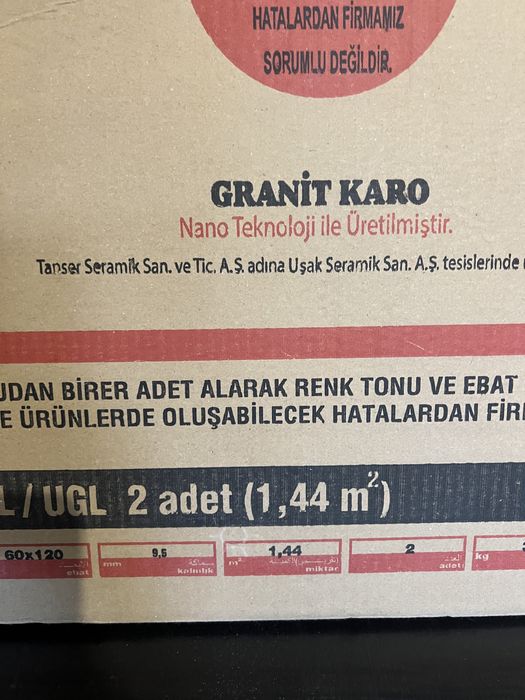 HATALARDAN FİRMAMIZ
SORUMLU DEĞİLDİR.
GRANİT KARO
Nano Teknoloji ile Üretilmiştir.
Tanser Seramik San. ve Tic. A.Ş. adına Uşak Seramik San. A.Ş. tesislerinde
UDAN BİRER ADET ALARAK RENK TONU VE EBAT
E ÜRÜNLERDE OLUŞABİLECEK HATALARDAN FİR
L / UGL 2 adet (1,44 m²)
60x120 9,5 1,44 2
ebat mm kalınlık m² miktar adet kg